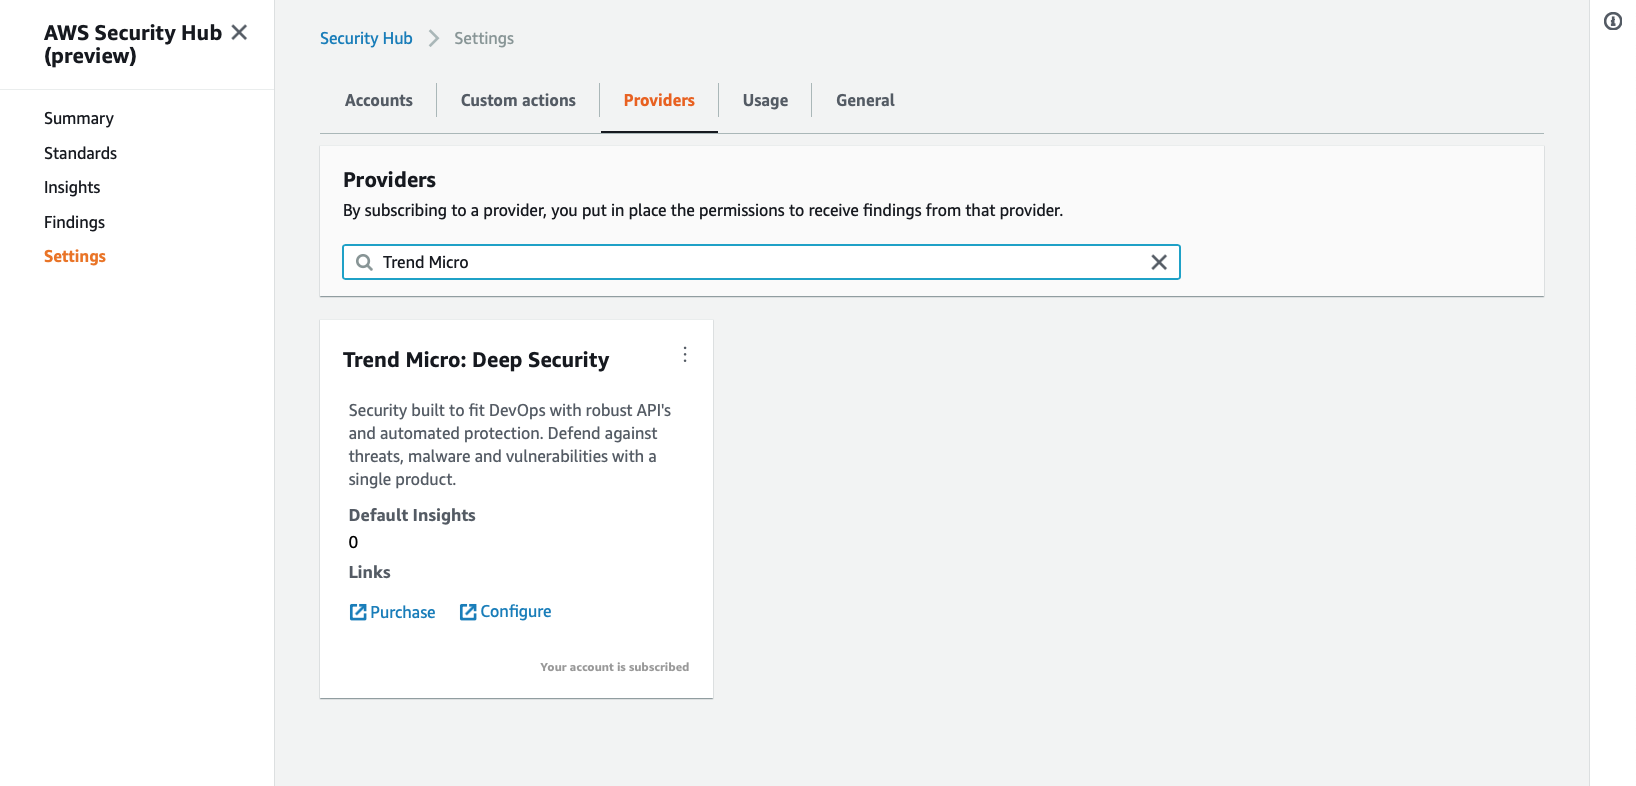 AWS Security Hub
(preview)
Summary
Standards
Insights
Findings
Settings
Security Hub
Settings
Accounts
Custom actions
Providers
Usage
General
Providers
By subscribing to a provider, you put in place the permissions to receive findings from that provider.
Trend Micro
Trend Micro: Deep Security
Security built to fit DevOps with robust API's
and automated protection. Defend against
threats, malware and vulnerabilities with a
single product.
Default Insights
0
Links
Purchase
Configure
Your account is subscribed